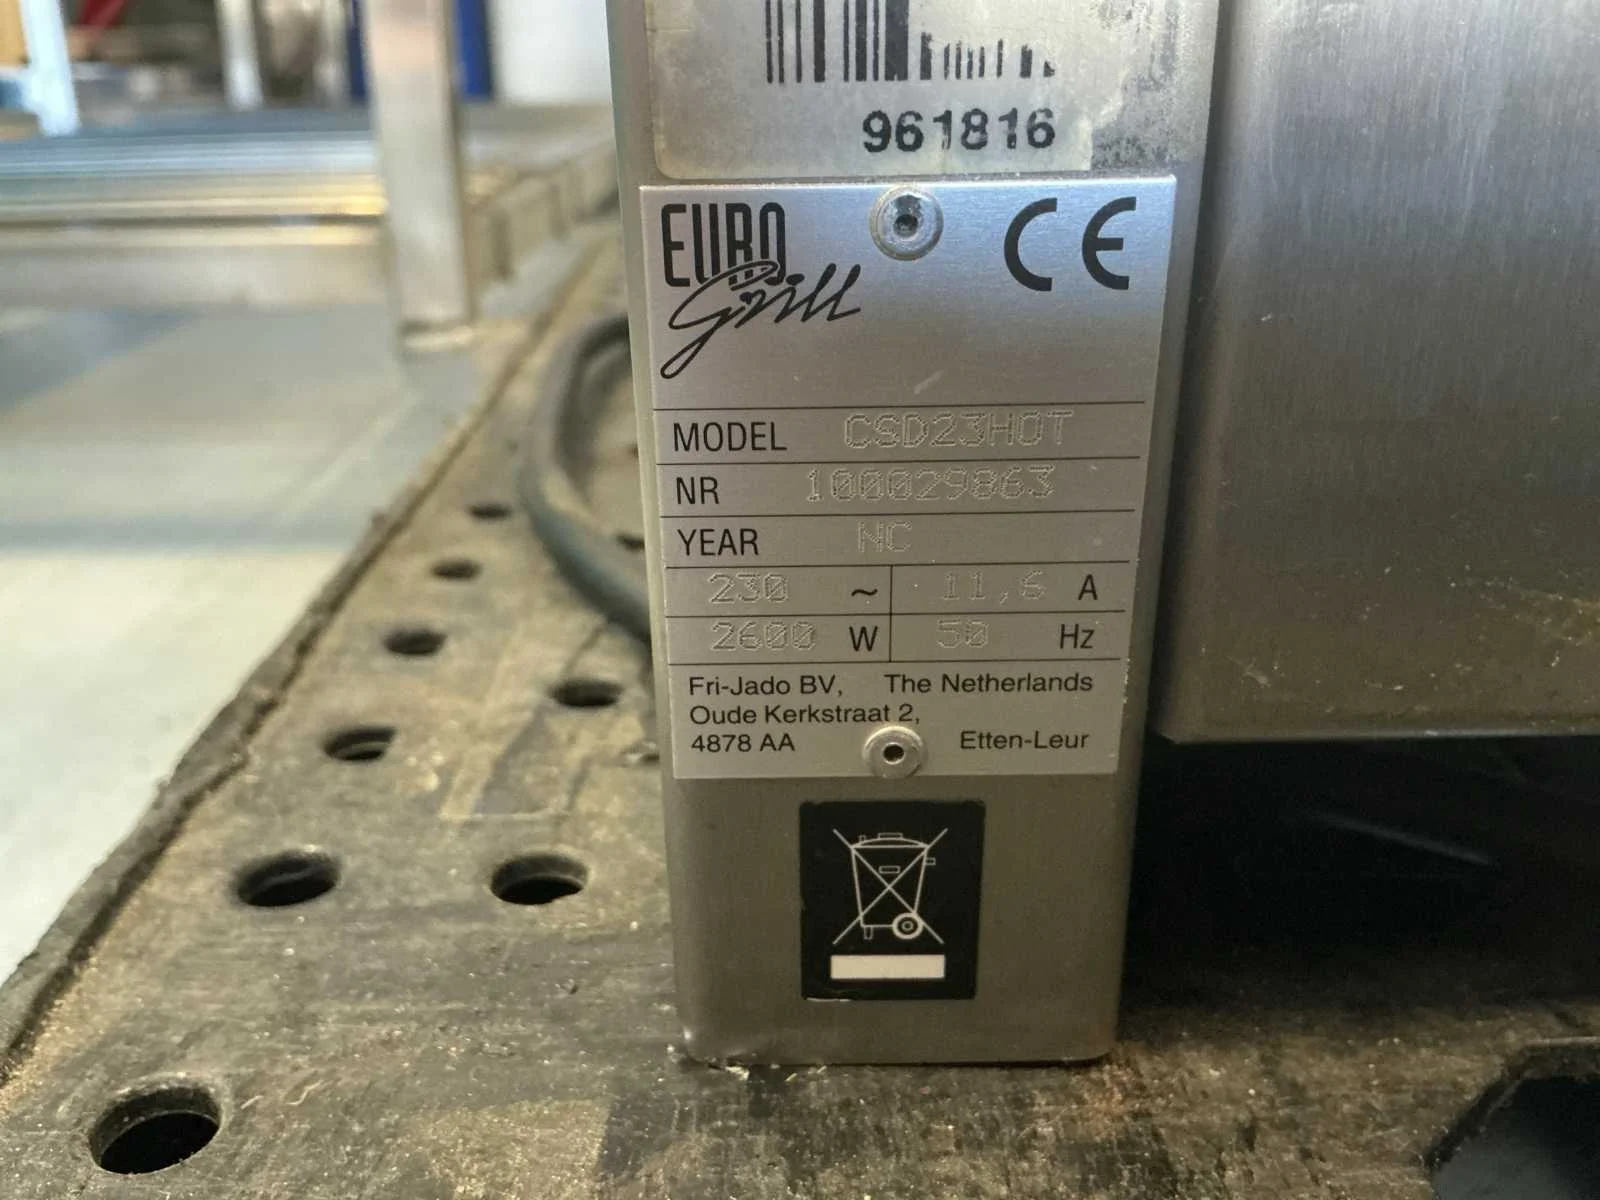 961816
EURO Grill CE
MODEL CSD23HOT
NR 100029863
YEAR NC
230 ~ 11,6 A
2600 W 50 Hz
Fri-Jado BV, The Netherlands
Oude Kerkstraat 2,
4878 AA Etten-Leur